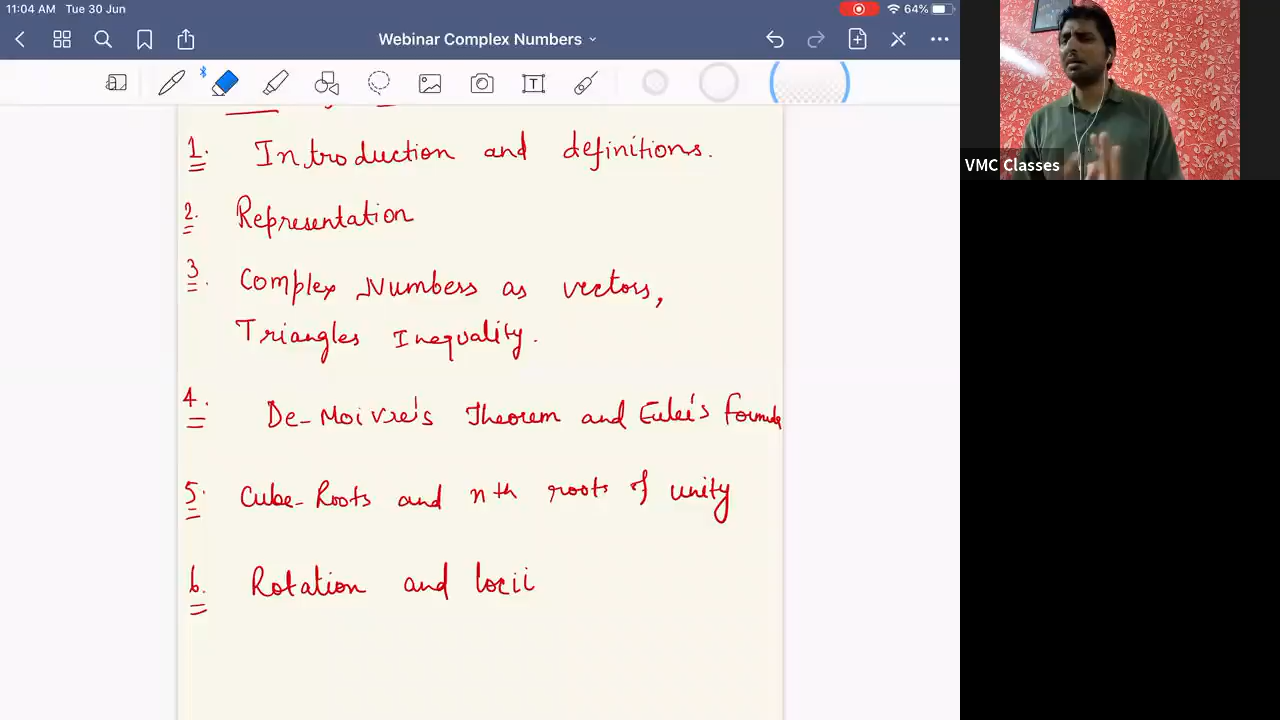 11:04 AM Tue 30 Jun
64%
Webinar Complex Numbers
T
VMC Classes
1. Introduction and definitions.
2. Representation
3. Complex Numbers as vectors,
Triangles Inequality.
4. De-Moivre's Theorem and Euler's formula
5. Cube-Roots and nth roots of unity
6. Rotation and locii